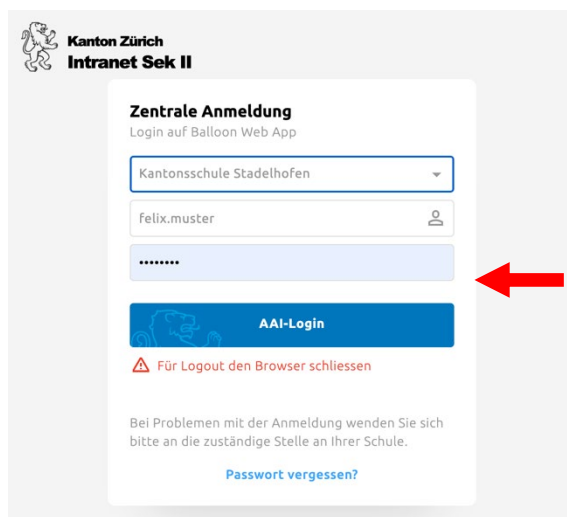 Kanton Zürich
Intranet Sek II
Zentrale Anmeldung
Login auf Balloon Web App
Kantonsschule Stadelhofen
felix.muster
••••••••
AAI-Login
Für Logout den Browser schliessen
Bei Problemen mit der Anmeldung wenden Sie sich
bitte an die zuständige Stelle an Ihrer Schule.
Passwort vergessen?